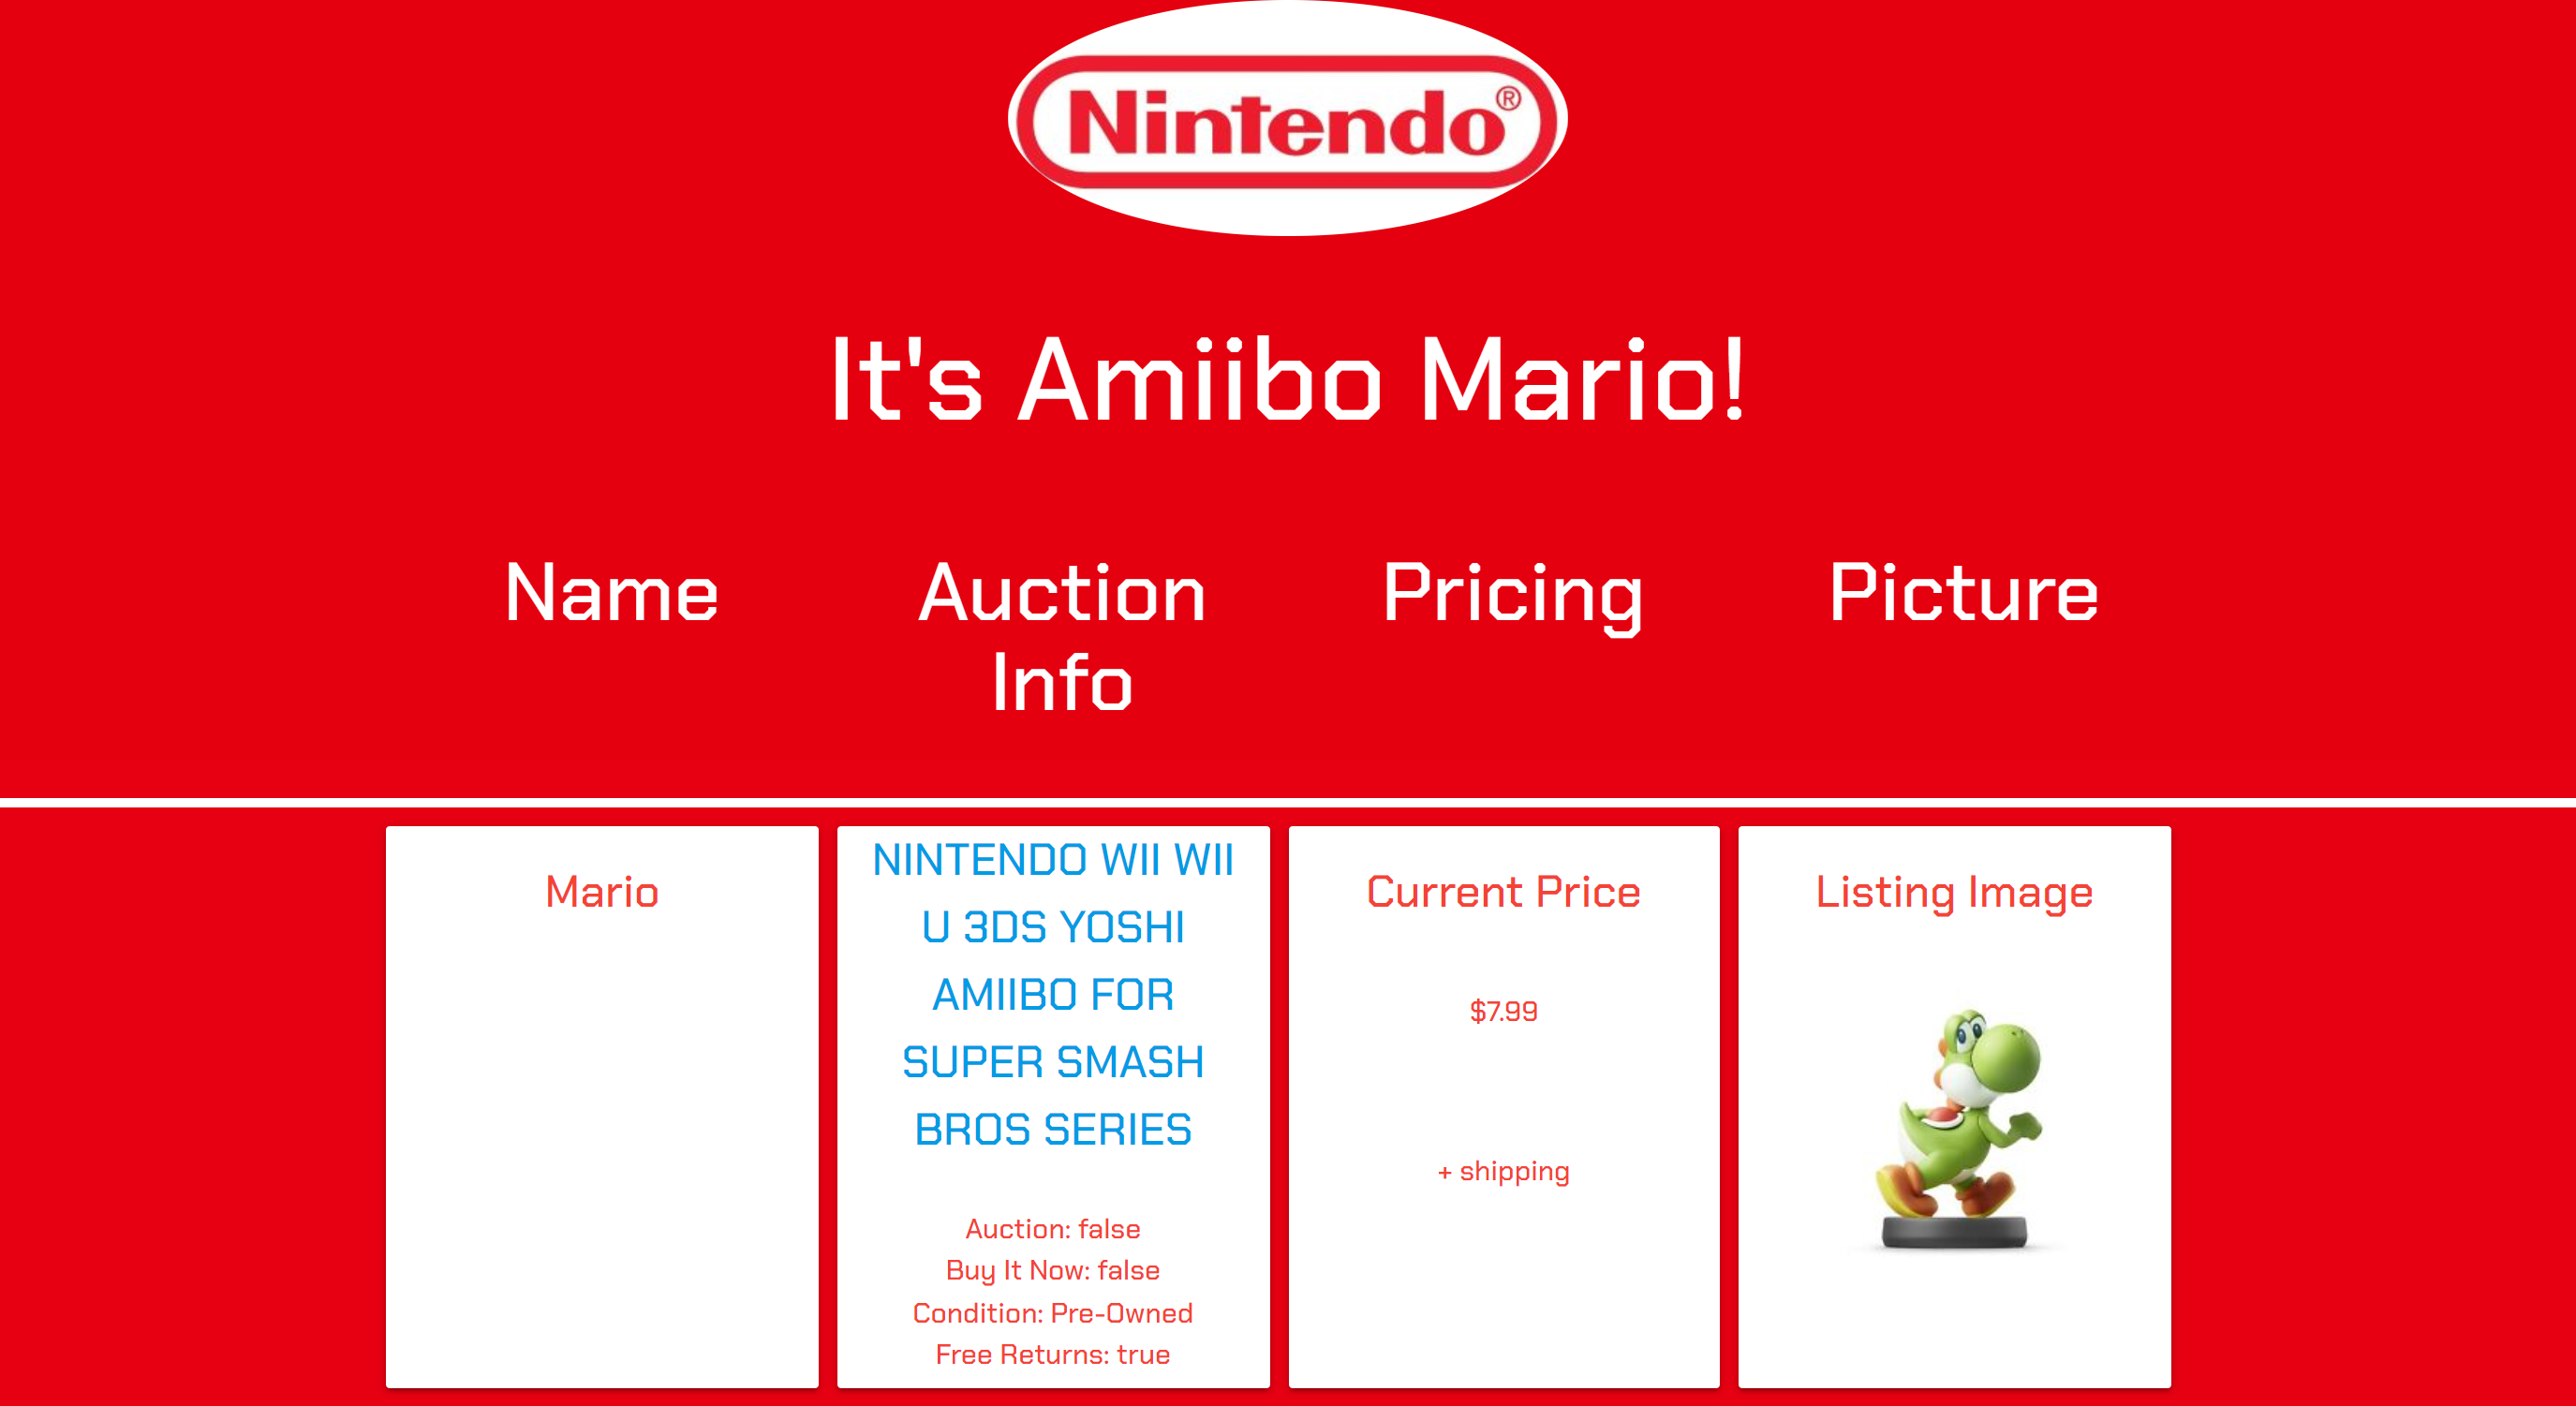 Nintendo®
It's Amiibo Mario!
Name
Auction
Info
Pricing
Picture
Mario
NINTENDO WII WII
U 3DS YOSHI
AMIIBO FOR
SUPER SMASH
BROS SERIES
Auction: false
Buy It Now: false
Condition: Pre-Owned
Free Returns: true
Current Price
$7.99
+ shipping
Listing Image